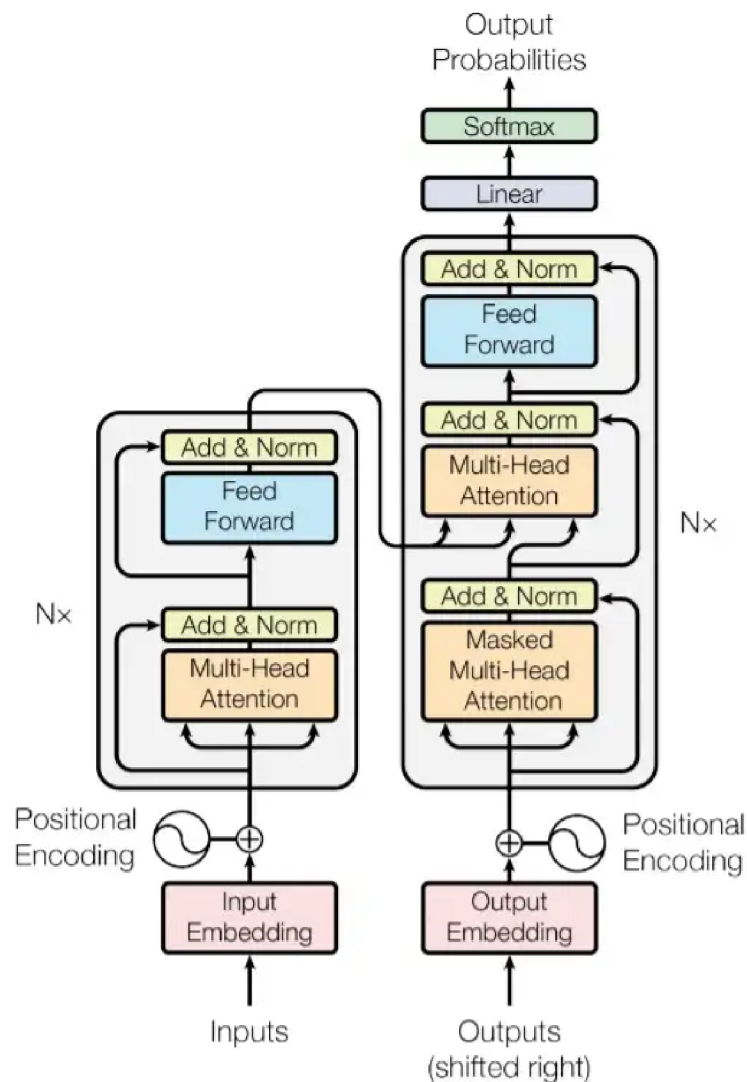 Output
Probabilities
Softmax
Linear
Add & Norm
Feed
Forward
Add & Norm
Multi-Head
Attention
Add & Norm
Masked
Multi-Head
Attention
Nx
Add & Norm
Feed
Forward
Add & Norm
Multi-Head
Attention
Nx
Positional
Encoding
Positional
Encoding
Input
Embedding
Output
Embedding
Inputs
Outputs
(shifted right)